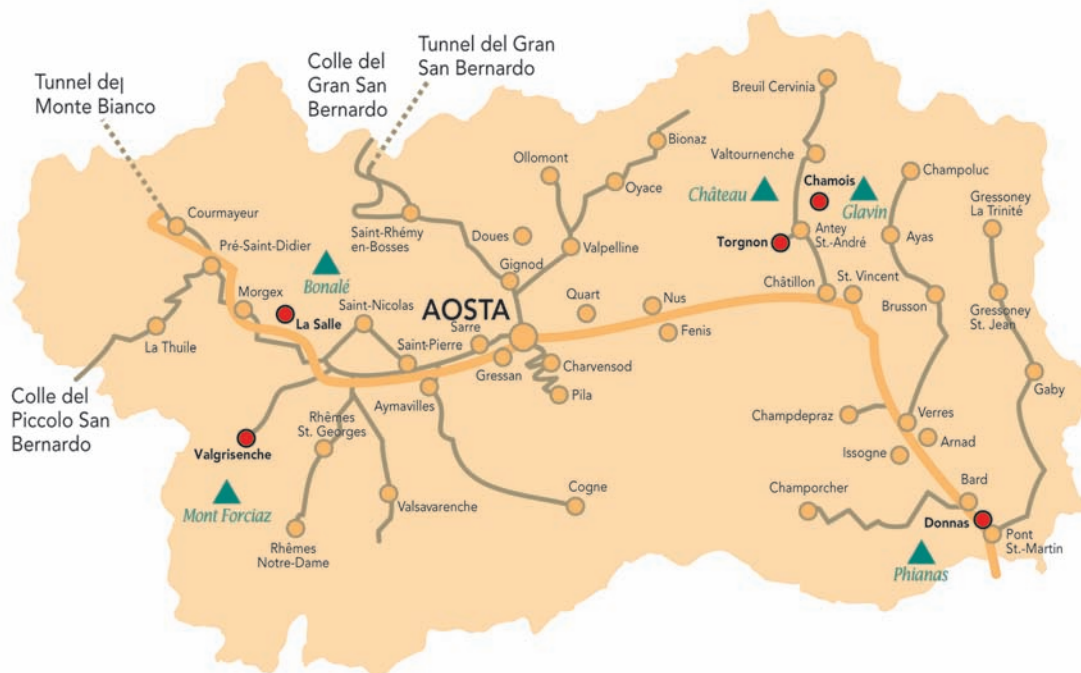 Tunnel del
Monte Bianco
Colle del
Gran San
Bernardo
Tunnel del Gran
San Bernardo
Breuil Cervinia
Bionaz
Ollomont
Valtournenche
Champoluc
Oyace
Château
Chamois
Glavin
Gressoney
La Trinité
Courmayeur
Saint-Rhémy
en-Bosses
Doues
Valpelline
Torgnon
Antey
St.-André
Ayas
Pré-Saint-Didier
Bonalé
Gignod
Châtillon
St. Vincent
Morgex
Saint-Nicolas
AOSTA
Quart
Nus
Brusson
Gressoney
St. Jean
La Salle
Sarre
Fenis
La Thuile
Saint-Pierre
Gressan
Charvensod
Gaby
Colle del
Piccolo San
Bernardo
Aymavilles
Pila
Rhêmes
St. Georges
Champdepraz
Verres
Arnad
Valgrisenche
Issogne
Mont Forciaz
Valsavarenche
Cogne
Champorcher
Bard
Donnas
Rhêmes
Notre-Dame
Pont
St.-Martin
Phianas